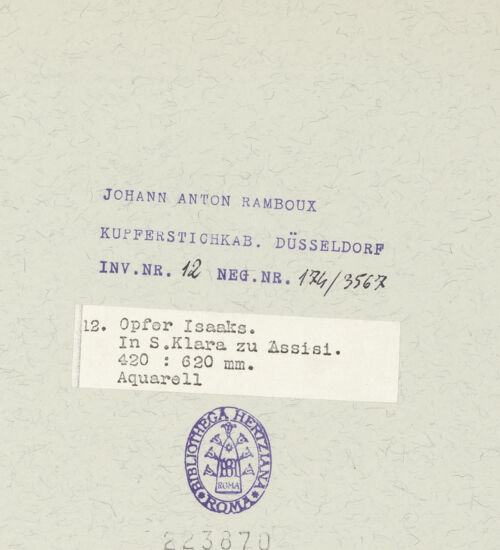 JOHANN ANTON RAMBOUX
KUPFERSTICHKAB. DÜSSELDORF
INV.NR. 12 NEG.NR. 174/3567
12. Opfer Isaaks.
In S.Klara zu Assisi.
420 : 620 mm.
Aquarell
BIBLIOTHECA HERTZIANA
ROMA
ROMA
223870